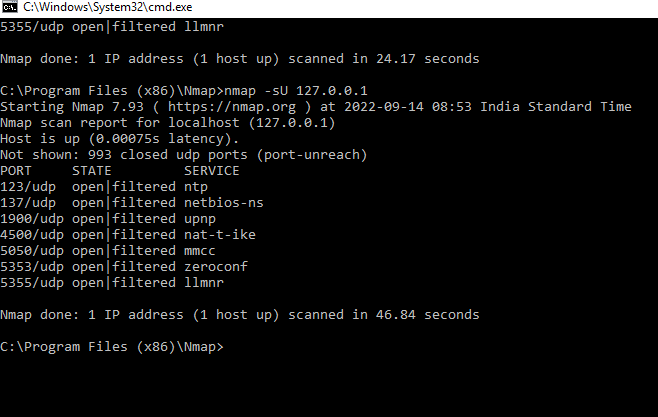 C:\Windows\System32\cmd.exe
5355/udp open|filtered llmnr
Nmap done: 1 IP address (1 host up) scanned in 24.17 seconds
C:\Program Files (x86)\Nmap>nmap -sU 127.0.0.1
Starting Nmap 7.93 ( https://nmap.org ) at 2022-09-14 08:53 India Standard Time
Nmap scan report for localhost (127.0.0.1)
Host is up (0.00075s latency).
Not shown: 993 closed udp ports (port-unreach)
PORT     STATE         SERVICE
123/udp  open|filtered ntp
137/udp  open|filtered netbios-ns
1900/udp open|filtered upnp
4500/udp open|filtered nat-t-ike
5050/udp open|filtered mmcc
5353/udp open|filtered zeroconf
5355/udp open|filtered llmnr
Nmap done: 1 IP address (1 host up) scanned in 46.84 seconds
C:\Program Files (x86)\Nmap>